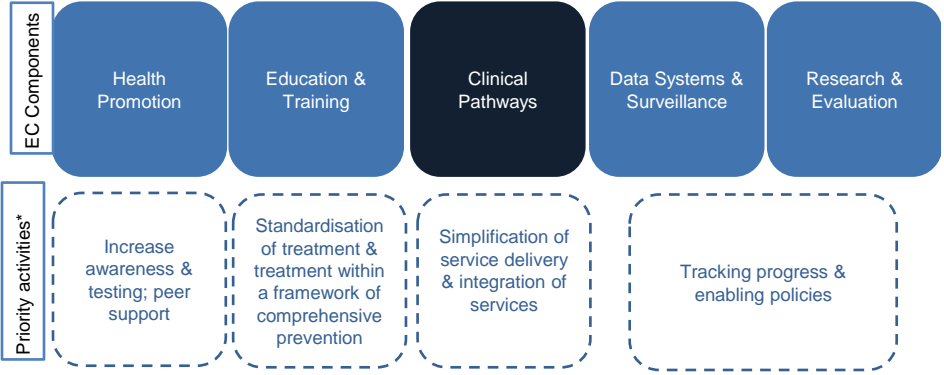 EC Components
Health
Promotion
Education &
Training
Clinical
Pathways
Data Systems &
Surveillance
Research &
Evaluation
Priority activities*
Increase
awareness &
testing; peer
support
Standardisation
of treatment &
treatment within
a framework of
comprehensive
prevention
Simplification of
service delivery
& integration of
services
Tracking progress &
enabling policies